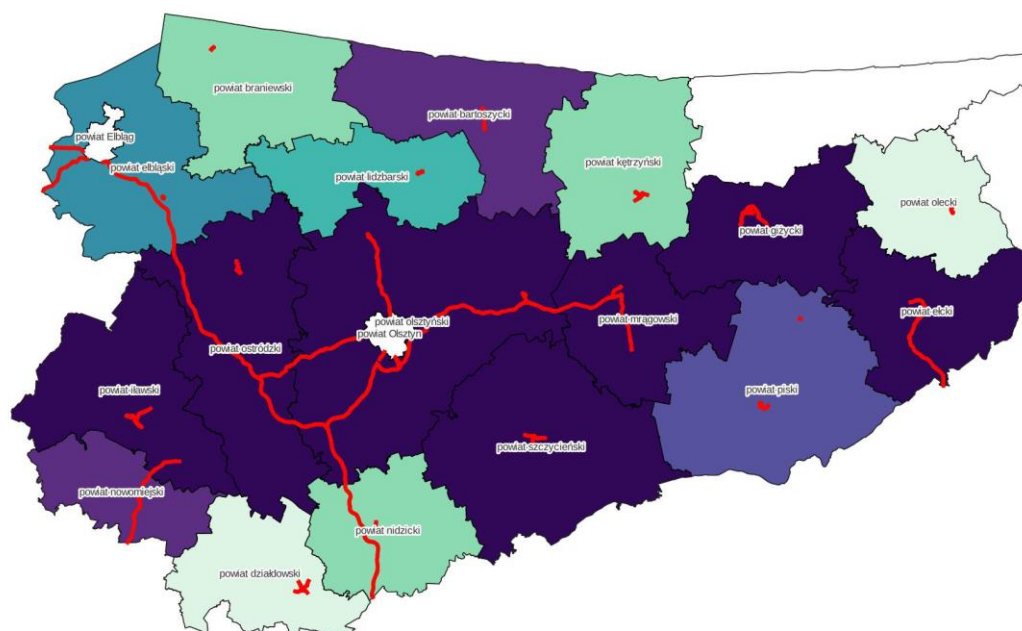 powiat braniewski
powiat bartoszycki
powiat Elbląg
powiat elbląski
powiat lidzbarski
powiat kętrzyński
powiat olecki
powiat giżycki
powiat olsztyński
powiat Olsztyn
powiat mrągowski
powiat ełcki
powiat ostródzki
powiat iławski
powiat piski
powiat szczycieński
powiat nowomiejski
powiat nidzicki
powiat działdowski